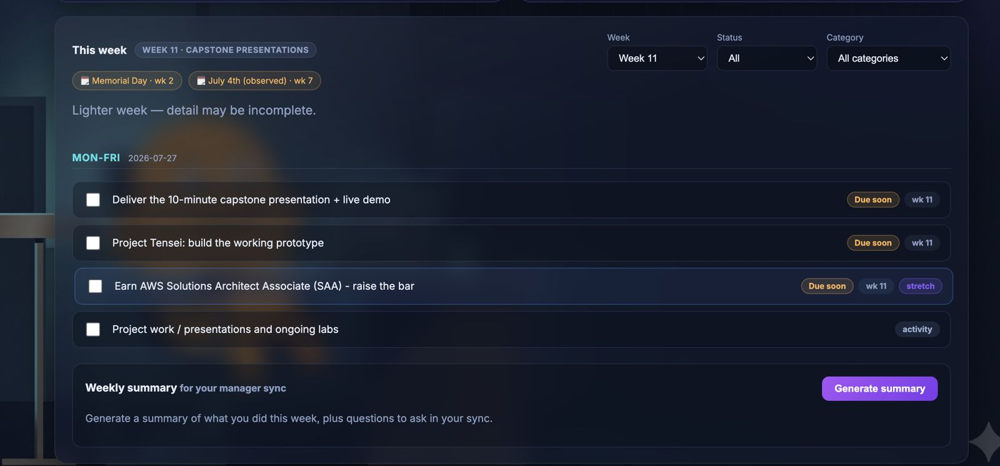 This week WEEK 11 · CAPSTONE PRESENTATIONS
Memorial Day · wk 2 July 4th (observed) · wk 7
Lighter week — detail may be incomplete.
Week Status Category
Week 11 All All categories
MON-FRI 2026-07-27
Deliver the 10-minute capstone presentation + live demo Due soon wk 11
Project Tensei: build the working prototype Due soon wk 11
Earn AWS Solutions Architect Associate (SAA) - raise the bar Due soon wk 11 stretch
Project work / presentations and ongoing labs activity
Weekly summary for your manager sync Generate summary
Generate a summary of what you did this week, plus questions to ask in your sync.